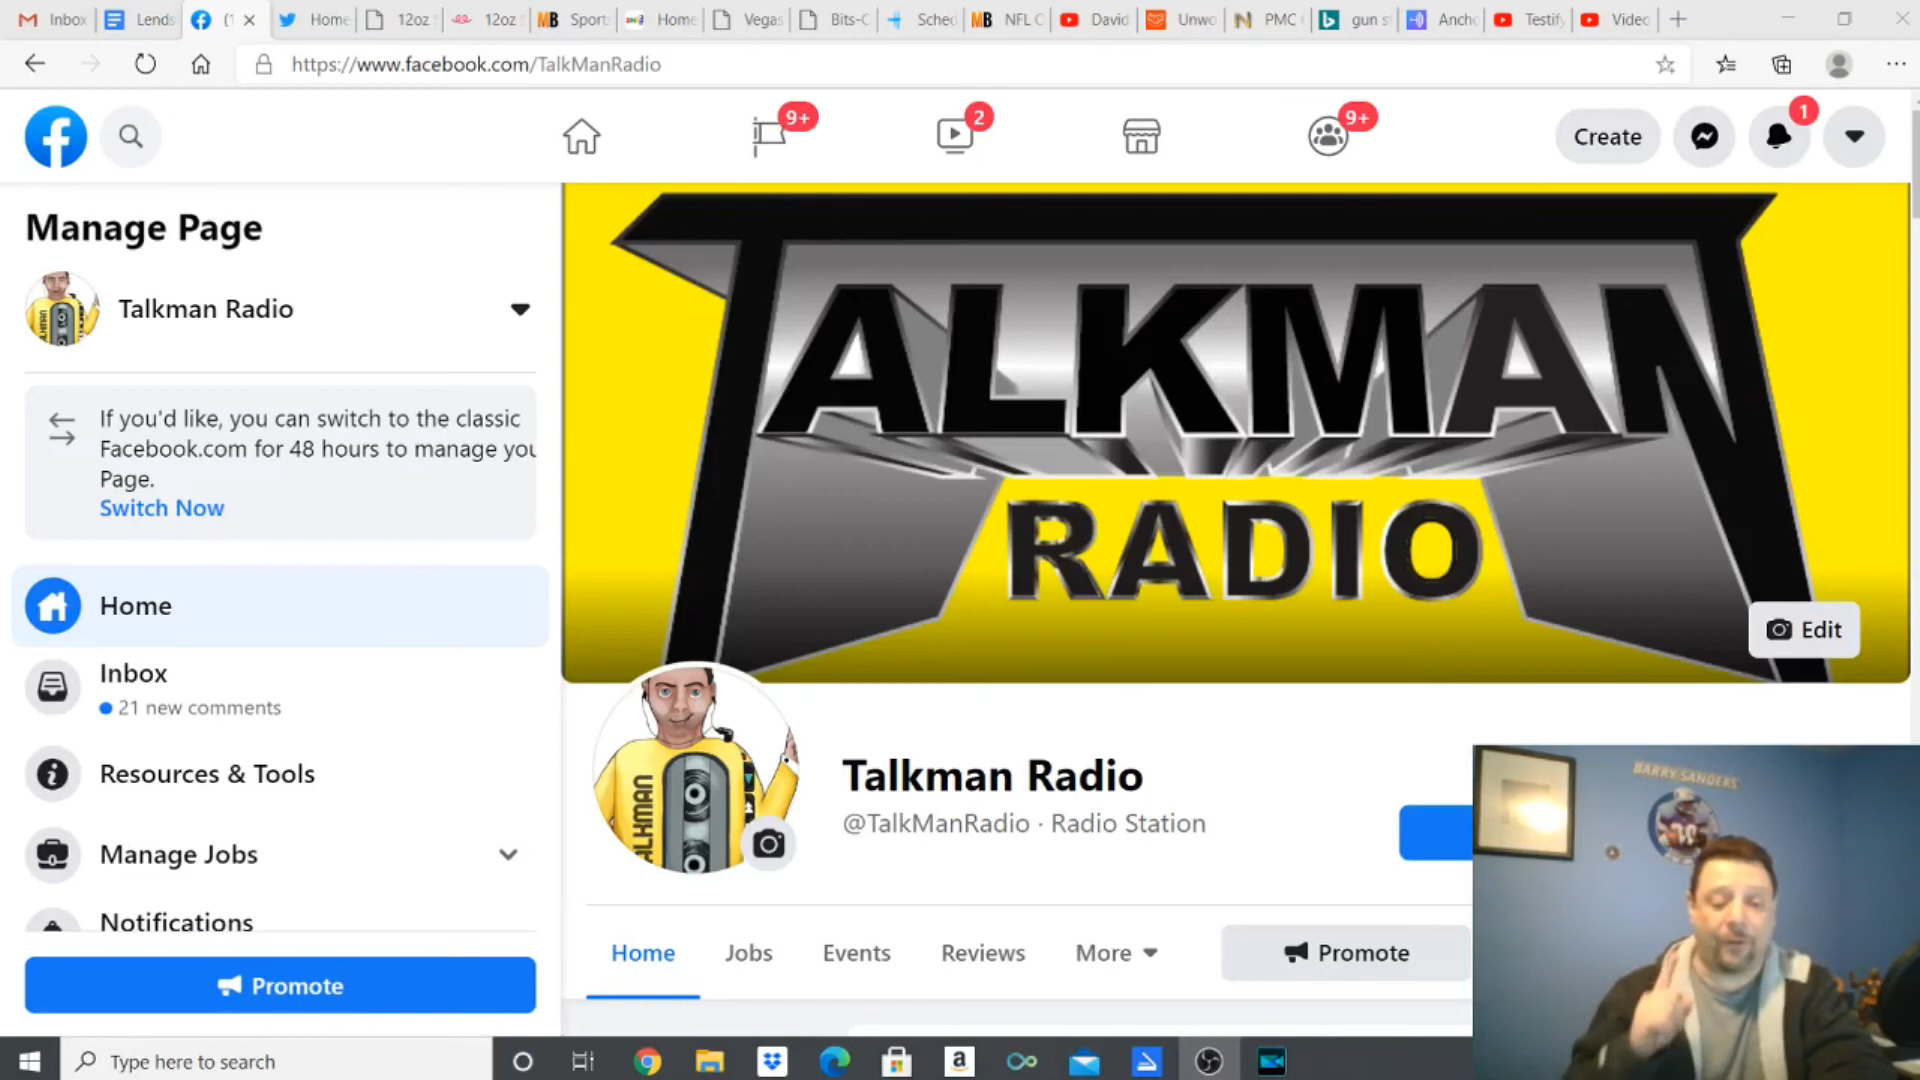 Inbox
Lends
(1
Home
12oz
12oz
Sports
Home
Vegas
Bits-C
Sched
NFL C
David
Unwo
PMC
gun st
Ancho
Testify
Video
https://www.facebook.com/TalkManRadio
9+
2
9+
Create
1
Manage Page
Talkman Radio
If you'd like, you can switch to the classic
Facebook.com for 48 hours to manage you
Page.
Switch Now
Home
Inbox
21 new comments
Resources & Tools
Manage Jobs
Notifications
Promote
TALKMAN
RADIO
Edit
TALKMAN
Talkman Radio
@TalkManRadio · Radio Station
Home
Jobs
Events
Reviews
More
Promote
BARRY SANDERS
Type here to search